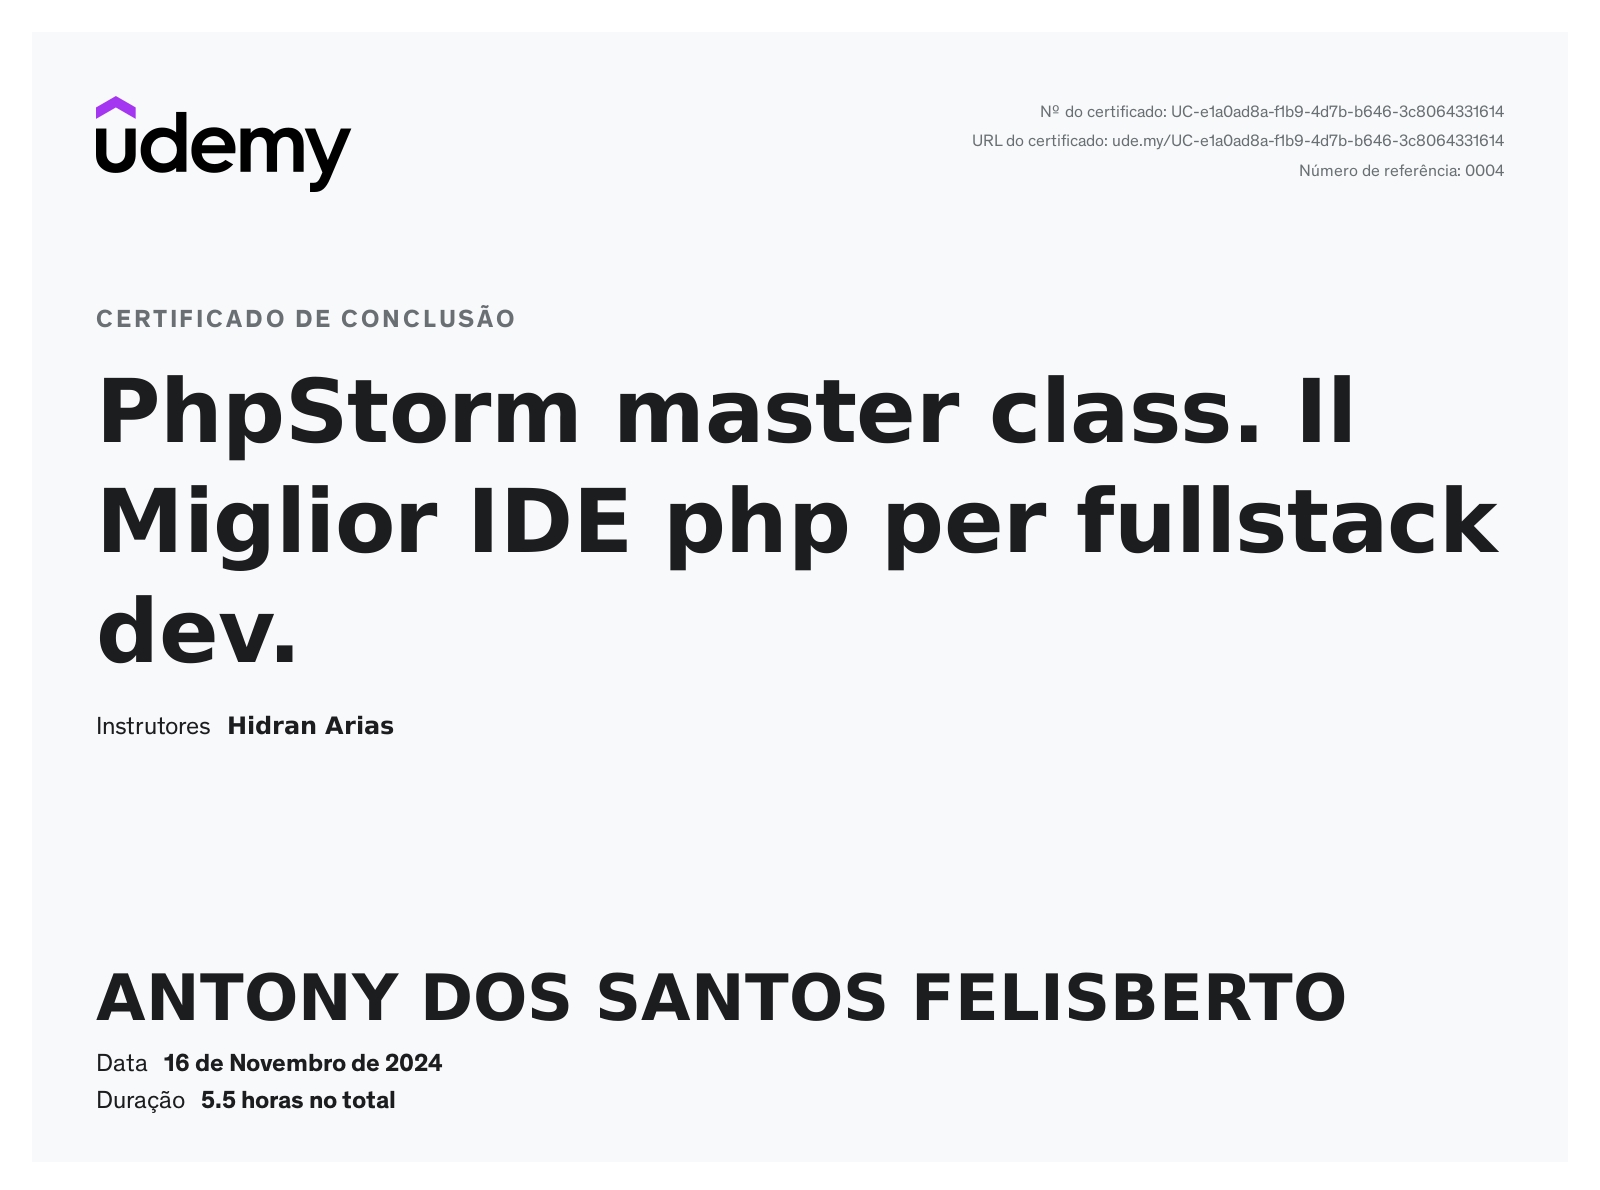 udemy
Nº do certificado: UC-e1a0ad8a-f1b9-4d7b-b646-3c8064331614
URL do certificado: ude.my/UC-e1a0ad8a-f1b9-4d7b-b646-3c8064331614
Número de referência: 0004
CERTIFICADO DE CONCLUSÃO
PhpStorm master class. Il
Miglior IDE php per fullstack
dev.
Instrutores Hidran Arias
ANTONY DOS SANTOS FELISBERTO
Data 16 de Novembro de 2024
Duração 5.5 horas no total